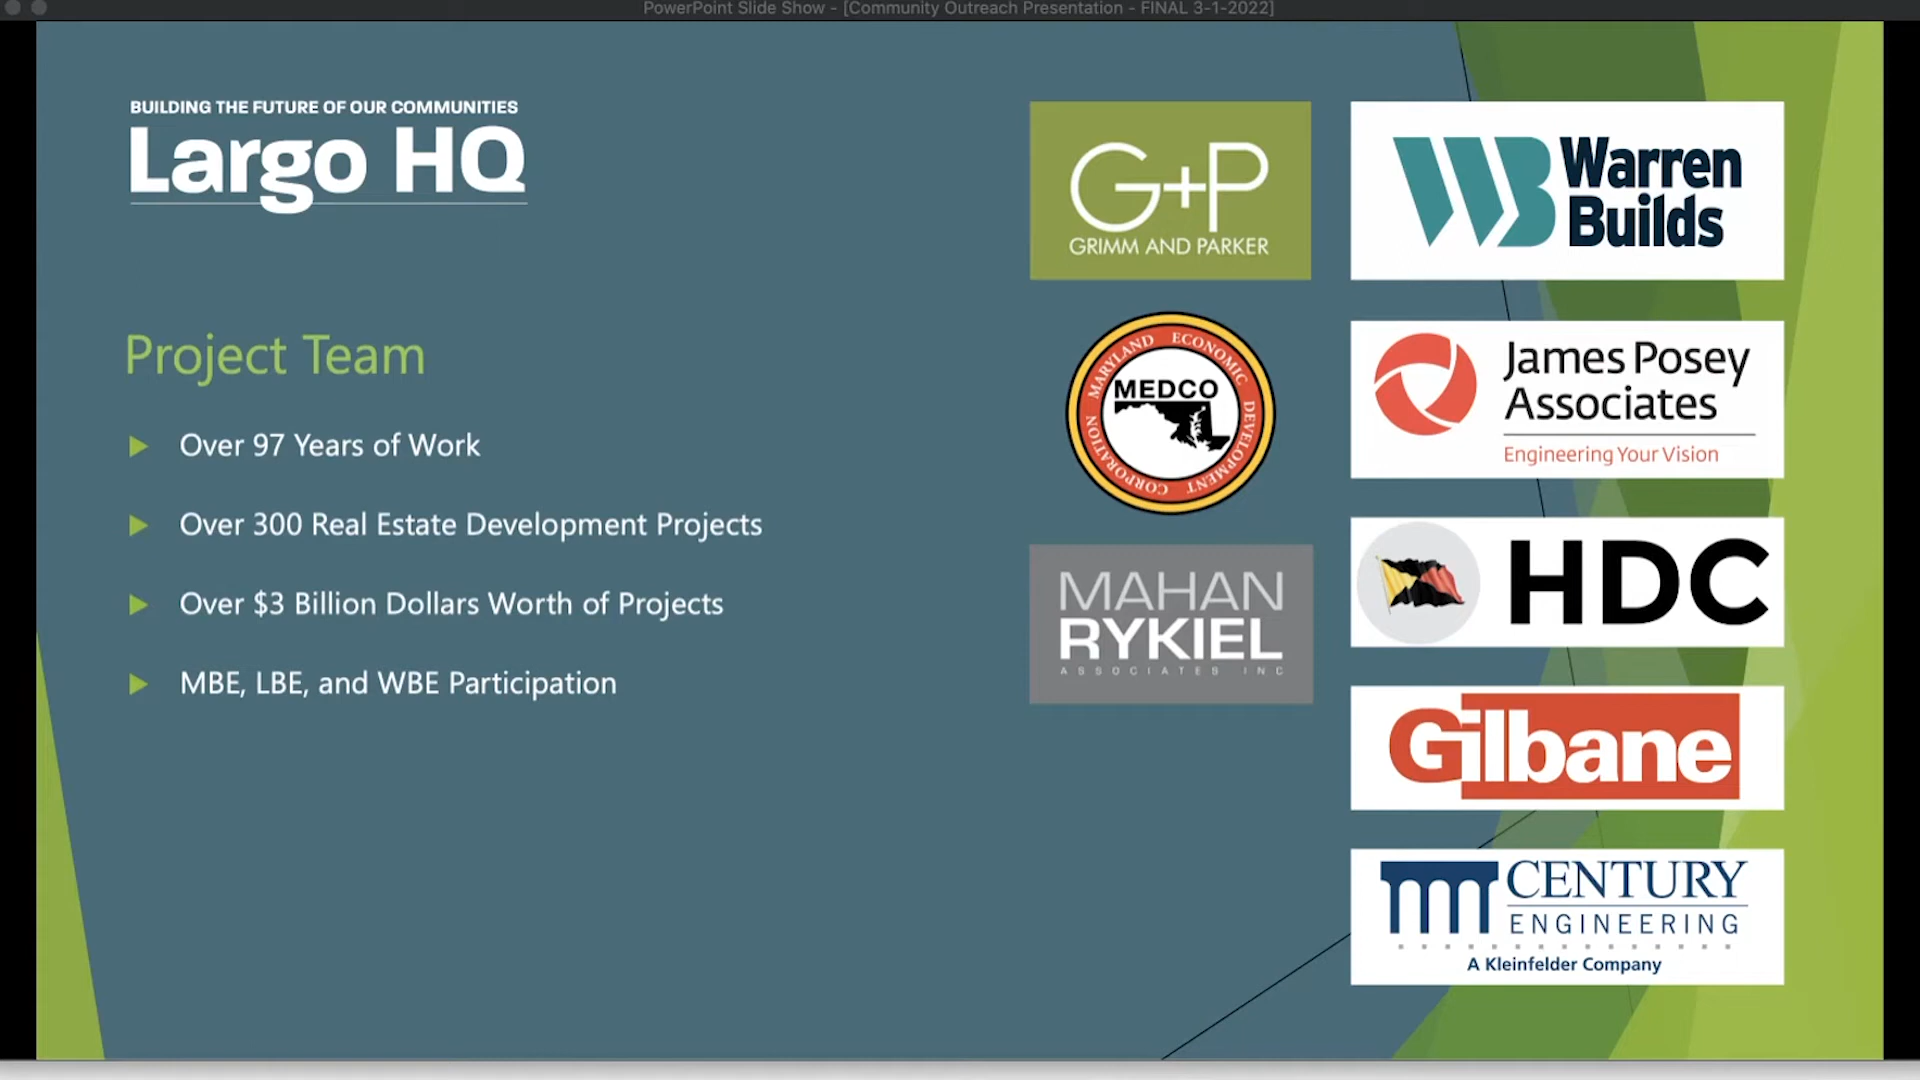 PowerPoint Slide Show - [Community Outreach Presentation - FINAL 3-1-2022]
BUILDING THE FUTURE OF OUR COMMUNITIES
Largo HQ
Project Team
Over 97 Years of Work
Over 300 Real Estate Development Projects
Over $3 Billion Dollars Worth of Projects
MBE, LBE, and WBE Participation
G+P
GRIMM AND PARKER
MARYLAND ECONOMIC DEVELOPMENT CORPORATION
MEDCO
MAHAN
RYKIEL
ASSOCIATES INC
WB
Warren
Builds
James Posey
Associates
Engineering Your Vision
HDC
Gilbane
CENTURY
ENGINEERING
A Kleinfelder Company